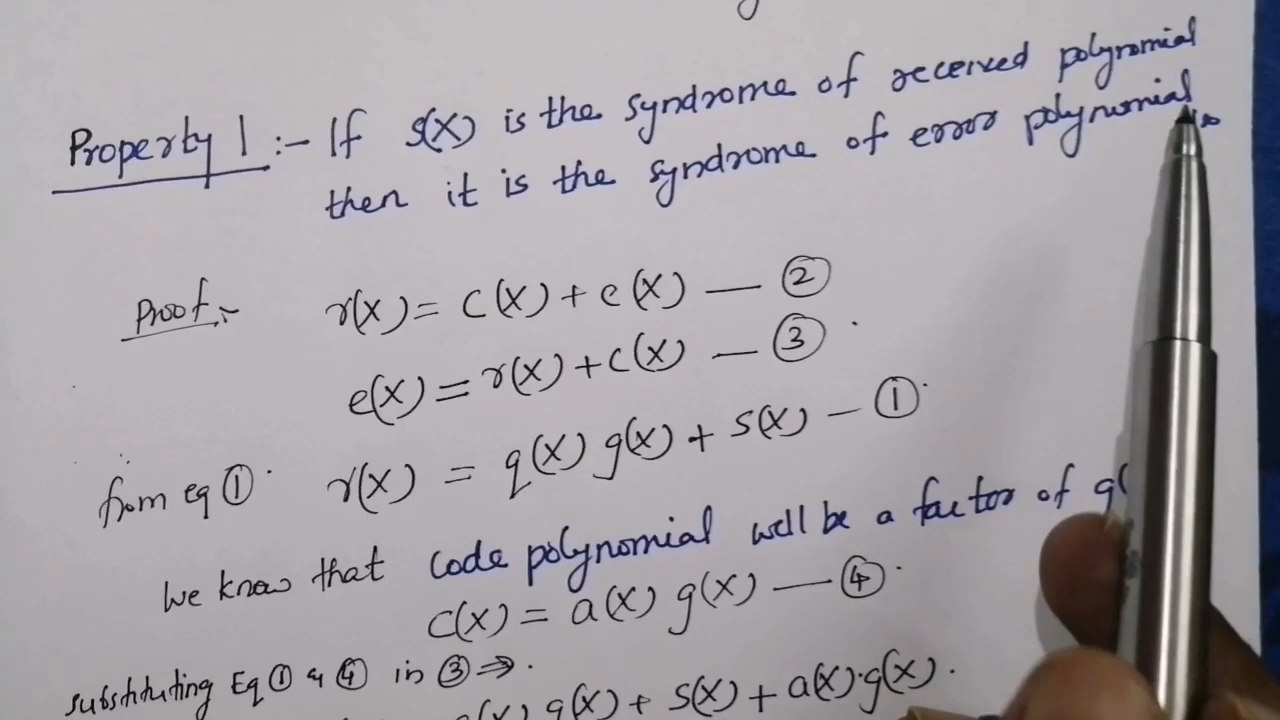 Property 1 :- If s(X) is the syndrome of received polynomial
then it is the syndrome of error polynomial
Proof:- r(X) = c(X) + e(X) — ②
e(X) = r(X) + c(X) — ③
from eq ① r(X) = q(X) g(X) + s(X) — ①
we know that code polynomial will be a factor of g(
c(X) = a(X) g(X) — ④
substituting Eq ① & ④ in ③ ⇒
g(X) + s(X) + a(X)·g(X).